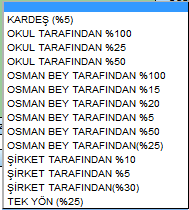 KARDEŞ (%5)
OKUL TARAFINDAN %100
OKUL TARAFINDAN %25
OKUL TARAFINDAN %50
OSMAN BEY TARAFINDAN %100
OSMAN BEY TARAFINDAN %15
OSMAN BEY TARAFINDAN %20
OSMAN BEY TARAFINDAN %5
OSMAN BEY TARAFINDAN %50
OSMAN BEY TARAFINDAN(%25)
ŞİRKET TARAFINDAN %10
ŞİRKET TARAFINDAN %5
ŞİRKET TARAFINDAN(%30)
TEK YÖN (%25)